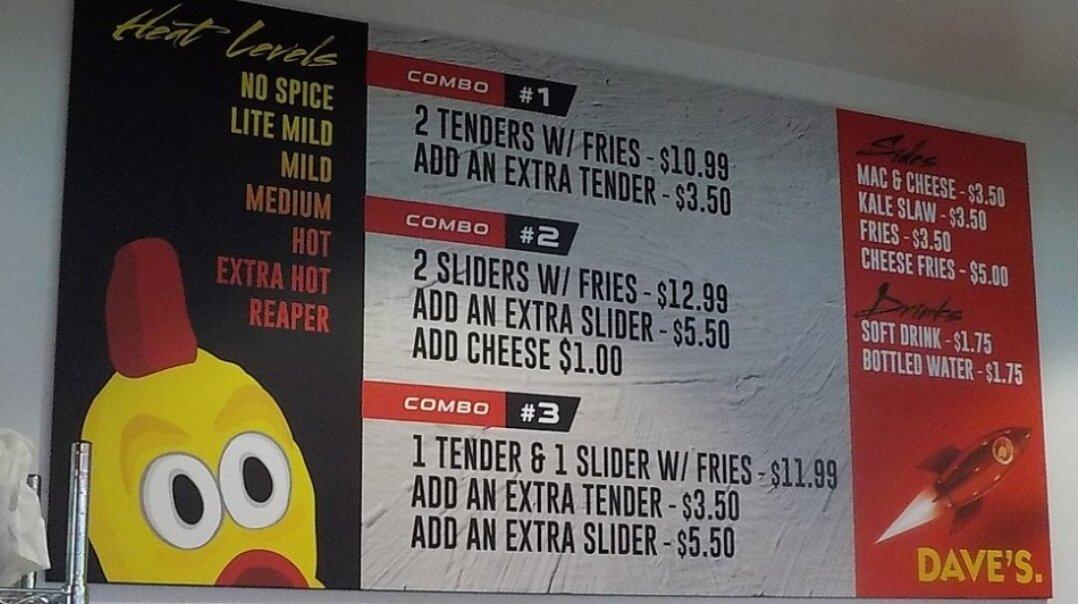 Heat Levels
NO SPICE
LITE MILD
MILD
MEDIUM
HOT
EXTRA HOT
REAPER
COMBO #1
2 TENDERS W/ FRIES - $10.99
ADD AN EXTRA TENDER - $3.50
COMBO #2
2 SLIDERS W/ FRIES - $12.99
ADD AN EXTRA SLIDER - $5.50
ADD CHEESE $1.00
COMBO #3
1 TENDER & 1 SLIDER W/ FRIES - $11.99
ADD AN EXTRA TENDER - $3.50
ADD AN EXTRA SLIDER - $5.50
Sides
MAC & CHEESE - $3.50
KALE SLAW - $3.50
FRIES - $3.50
CHEESE FRIES - $5.00
Drinks
SOFT DRINK - $1.75
BOTTLED WATER - $1.75
DAVE'S.